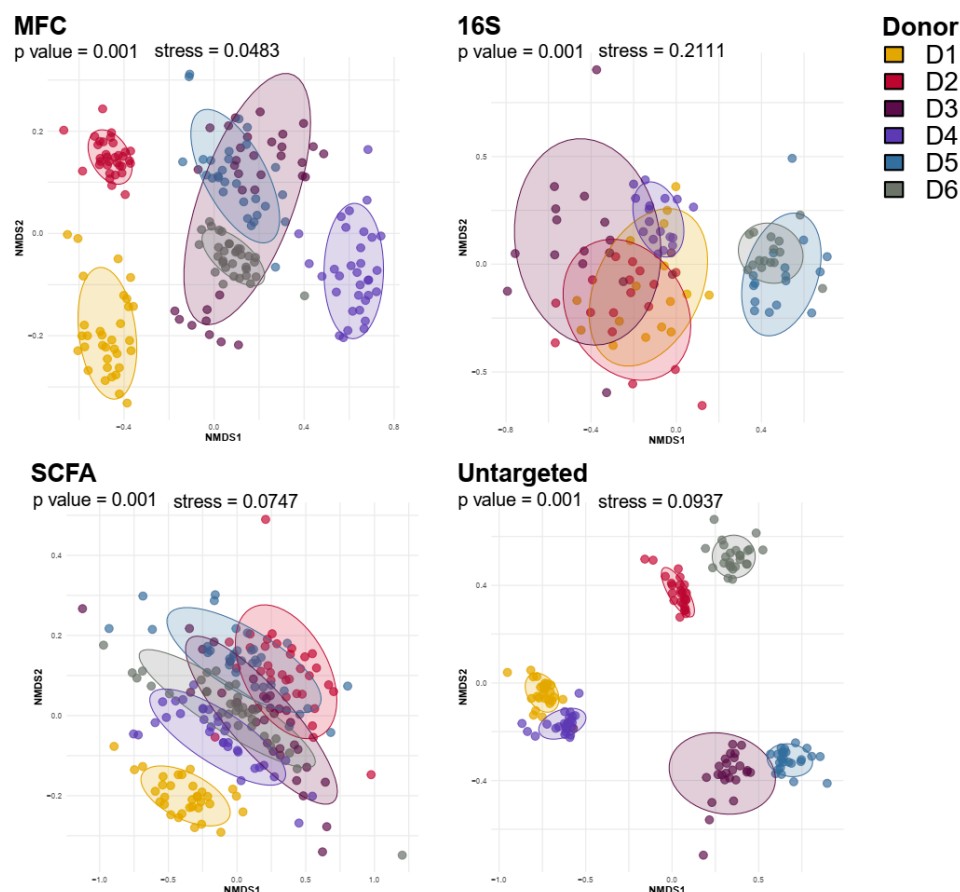 MFC
p value = 0.001 stress = 0.0483
0.2
0.0
−0.2
NMDS2
−0.4
0.0
0.4
0.8
NMDS1
16S
p value = 0.001 stress = 0.2111
0.5
0.0
−0.5
NMDS2
−0.8
−0.4
0.0
0.4
NMDS1
Donor
D1
D2
D3
D4
D5
D6
SCFA
p value = 0.001 stress = 0.0747
0.4
0.2
0.0
−0.2
NMDS2
−1.0
−0.5
0.0
0.5
1.0
NMDS1
Untargeted
p value = 0.001 stress = 0.0937
0.4
0.0
−0.4
NMDS2
−1.0
−0.5
0.0
0.5
NMDS1